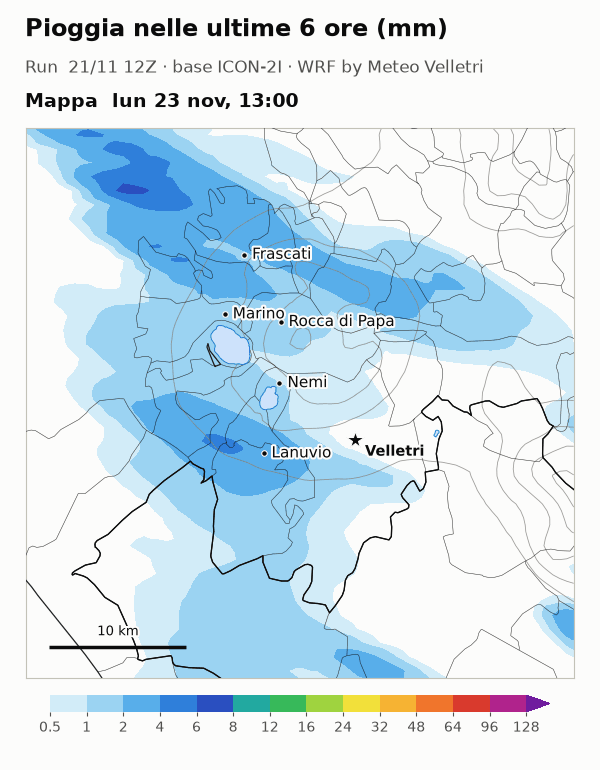 Pioggia nelle ultime 6 ore (mm)
Run  21/11 12Z · base ICON-2I · WRF by Meteo Velletri
Mappa  lun 23 nov, 13:00
Frascati
Marino
Rocca di Papa
Nemi
Velletri
Lanuvio
10 km
0.5 1 2 4 6 8 12 16 24 32 48 64 96 128